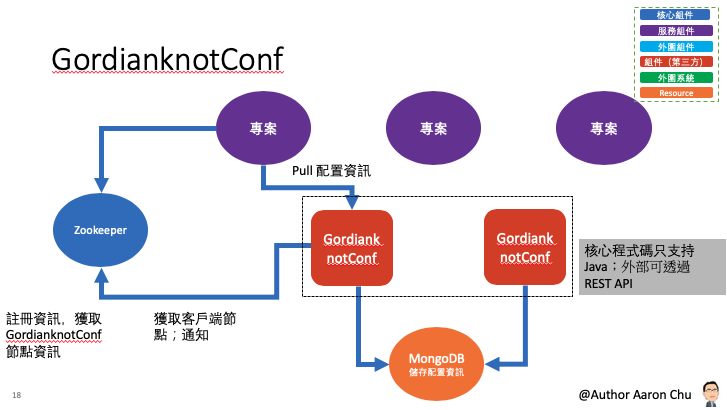 GordianknotConf
核心組件
服務組件
外圍組件
組件（第三方）
外圍系統
Resource
專案
專案
專案
Pull 配置資訊
Zookeeper
Gordiank
notConf
Gordiank
notConf
核心程式碼只支持
Java；外部可透過
REST API
註冊資訊，獲取
GordianknotConf
節點資訊
獲取客戶端節
點；通知
MongoDB
儲存配置資訊
18
@Author Aaron Chu